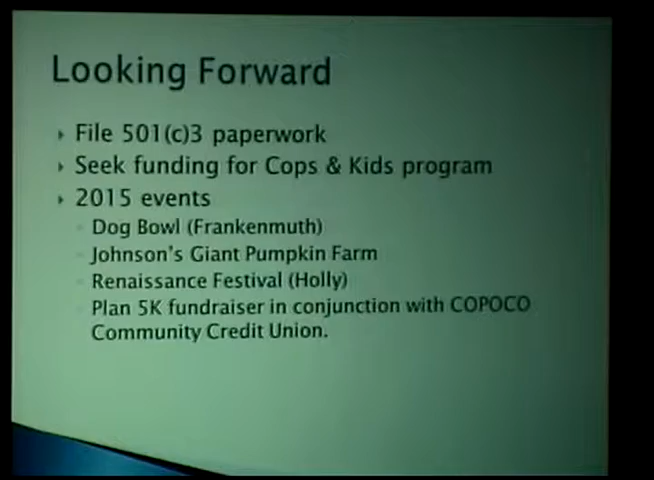 Looking Forward
File 501(c)3 paperwork
Seek funding for Cops & Kids program
2015 events
Dog Bowl (Frankenmuth)
Johnson's Giant Pumpkin Farm
Renaissance Festival (Holly)
Plan 5K fundraiser in conjunction with COPOCO
Community Credit Union.